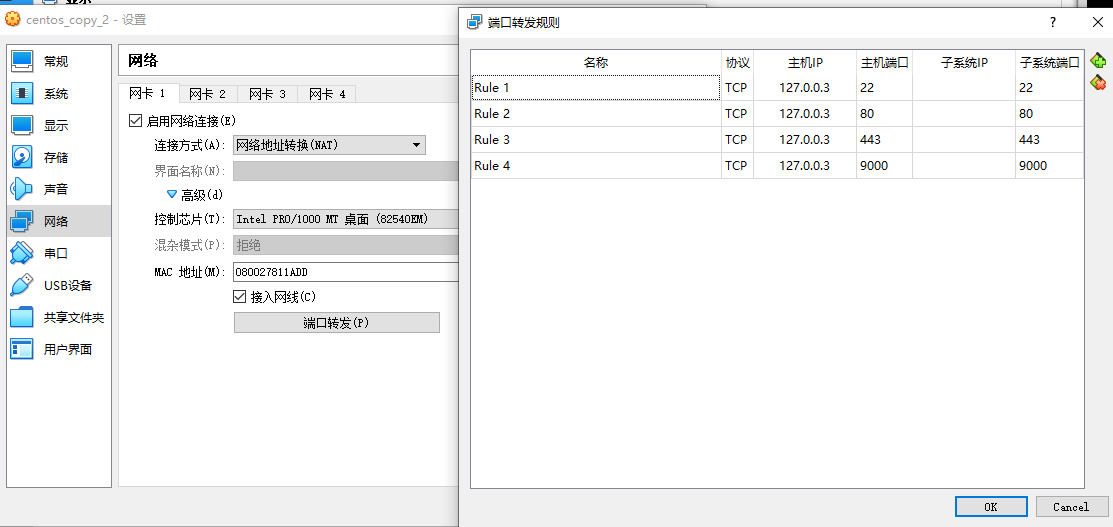 centos_copy_2 - 设置
常规
系统
显示
存储
声音
网络
串口
USB设备
共享文件夹
用户界面
网络
网卡 1 网卡 2 网卡 3 网卡 4
启用网络连接(E)
连接方式(A): 网络地址转换(NAT)
界面名称(N):
高级(d)
控制芯片(T): Intel PRO/1000 MT 桌面 (82540EM)
混杂模式(P): 拒绝
MAC 地址(M): 080027811ADD
接入网线(C)
端口转发(P)
端口转发规则
名称 协议 主机IP 主机端口 子系统IP 子系统端口
Rule 1 TCP 127.0.0.3 22 22
Rule 2 TCP 127.0.0.3 80 80
Rule 3 TCP 127.0.0.3 443 443
Rule 4 TCP 127.0.0.3 9000 9000
OK Cancel